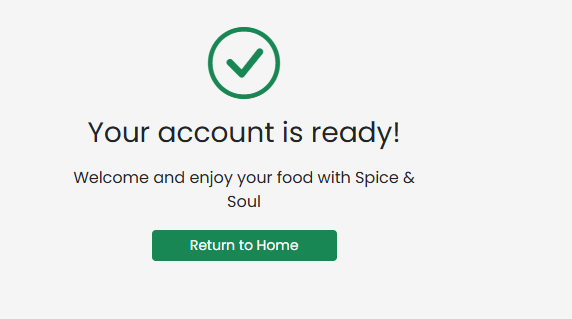 Your account is ready!
Welcome and enjoy your food with Spice &
Soul
Return to Home